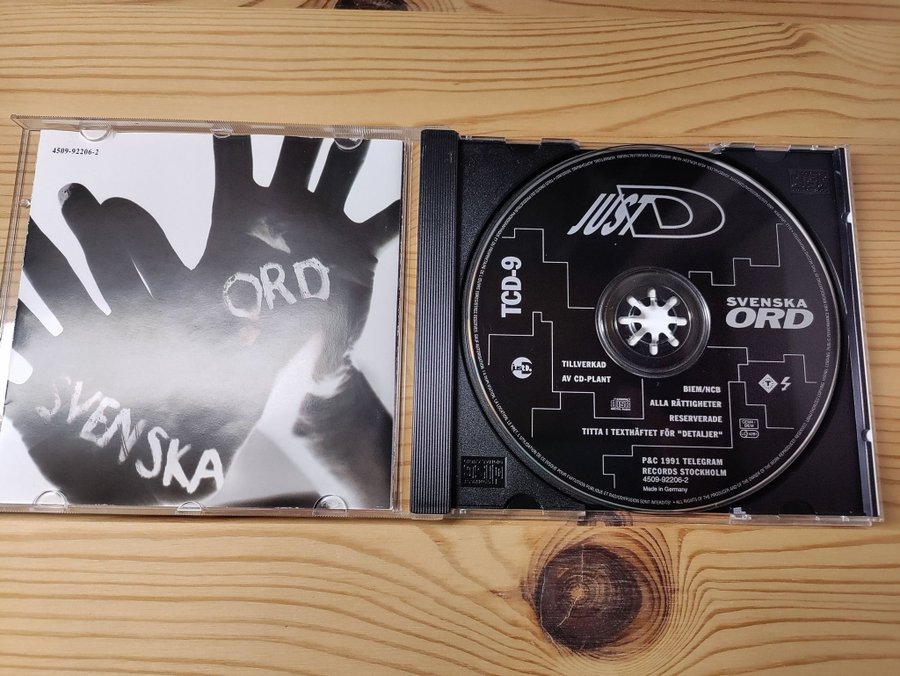 4509-92206-2
ORD
SVENSKA
JUST D
TCD-9
SVENSKA
ORD
TILLVERKAD
AV CD-PLANT
BIEM/NCB
ALLA RÄTTIGHETER
RESERVERADE
TITTA I TEXTHÄFTET FÖR "DETALJER"
P&C 1991 TELEGRAM
RECORDS STOCKHOLM
4509-92206-2
Made in Germany